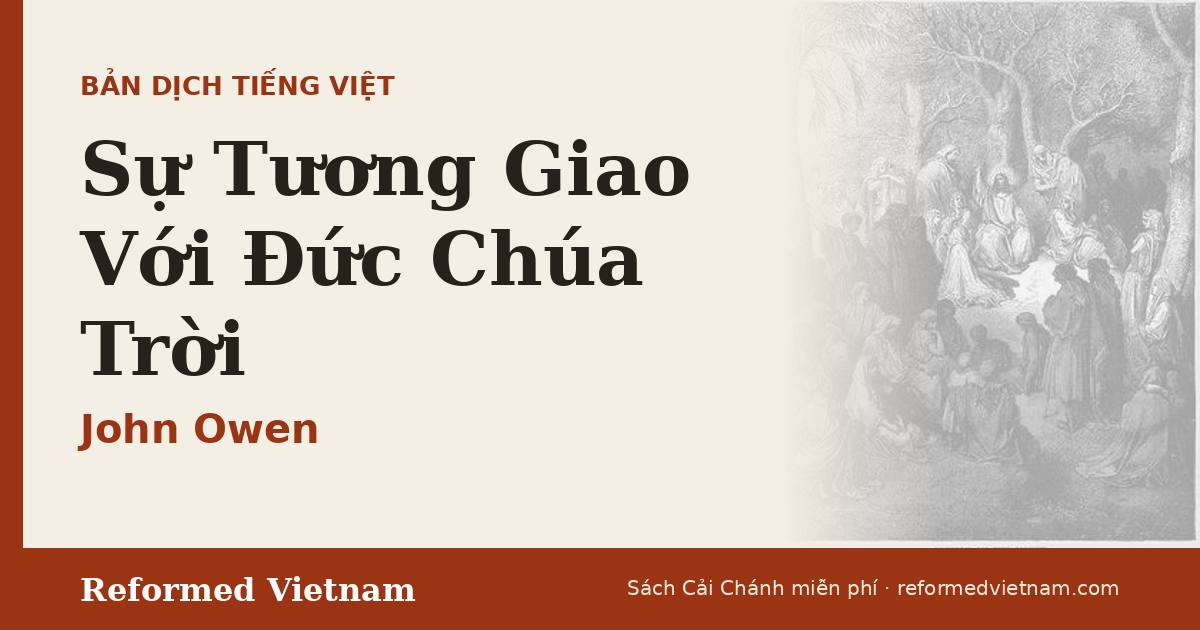 BẢN DỊCH TIẾNG VIỆT
Sự Tương Giao
Với Đức Chúa
Trời
John Owen
Reformed Vietnam
Sách Cải Chánh miễn phí · reformedvietnam.com